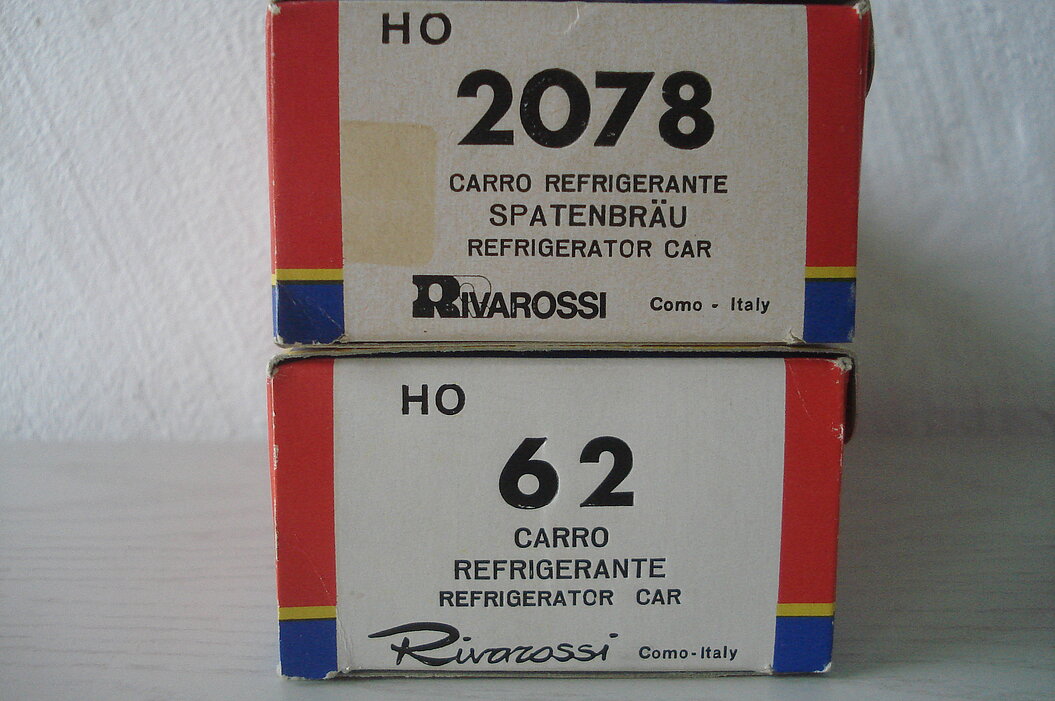 HO
2078
CARRO REFRIGERANTE
SPATENBRÄU
REFRIGERATOR CAR
RIVAROSSI Como - Italy
HO
62
CARRO
REFRIGERANTE
REFRIGERATOR CAR
Rivarossi Como-Italy